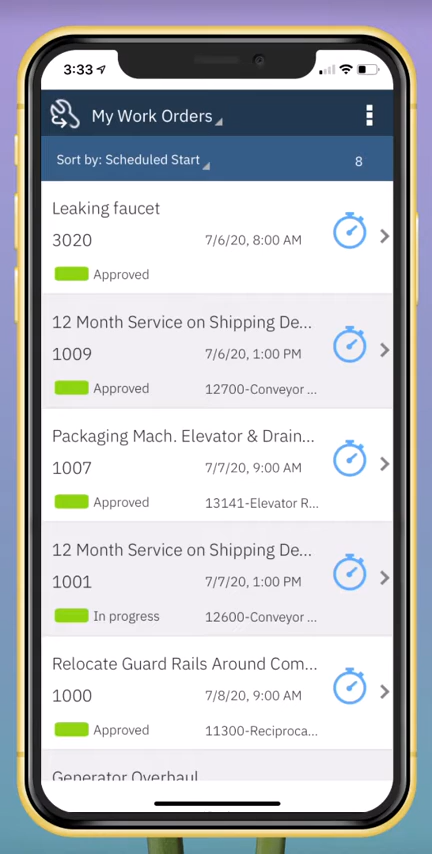 3:33
My Work Orders
Sort by: Scheduled Start 8
Leaking faucet
3020 7/6/20, 8:00 AM
Approved
12 Month Service on Shipping De...
1009 7/6/20, 1:00 PM
Approved 12700-Conveyor ...
Packaging Mach. Elevator & Drain...
1007 7/7/20, 9:00 AM
Approved 13141-Elevator R...
12 Month Service on Shipping De...
1001 7/7/20, 1:00 PM
In progress 12600-Conveyor ...
Relocate Guard Rails Around Com...
1000 7/8/20, 9:00 AM
Approved 11300-Reciproca...
Generator Overhaul